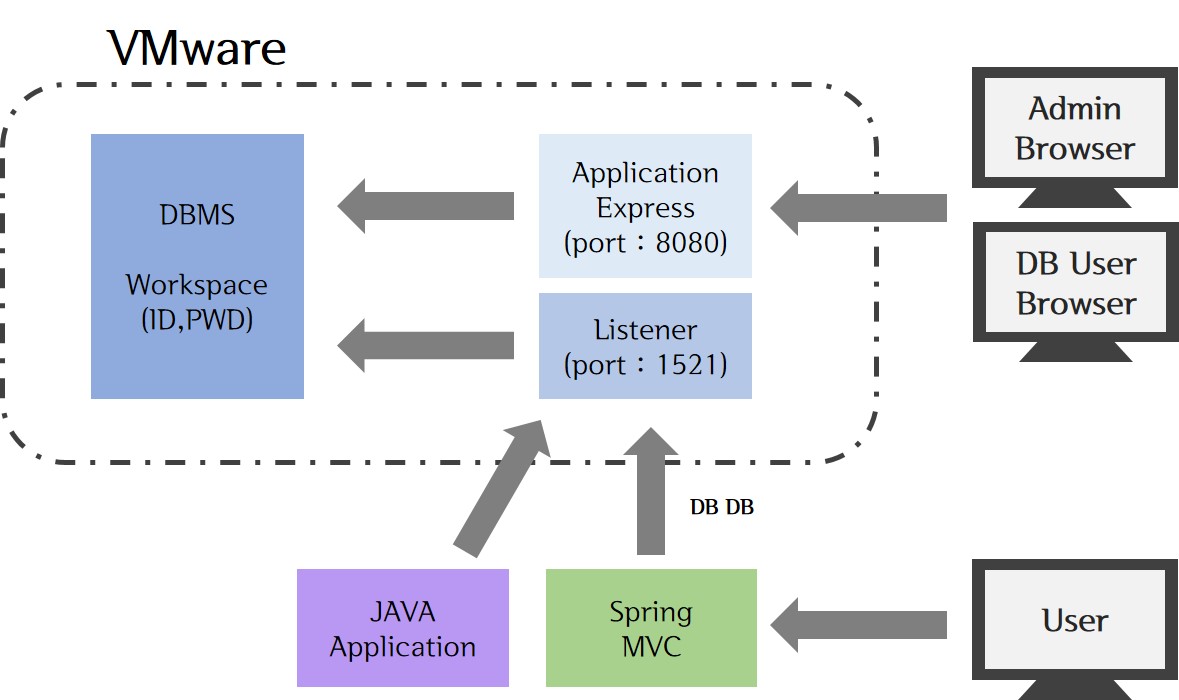 VMware
DBMS
Workspace
(ID,PWD)
Application
Express
(port : 8080)
Listener
(port : 1521)
Admin
Browser
DB User
Browser
DB DB
JAVA
Application
Spring
MVC
User